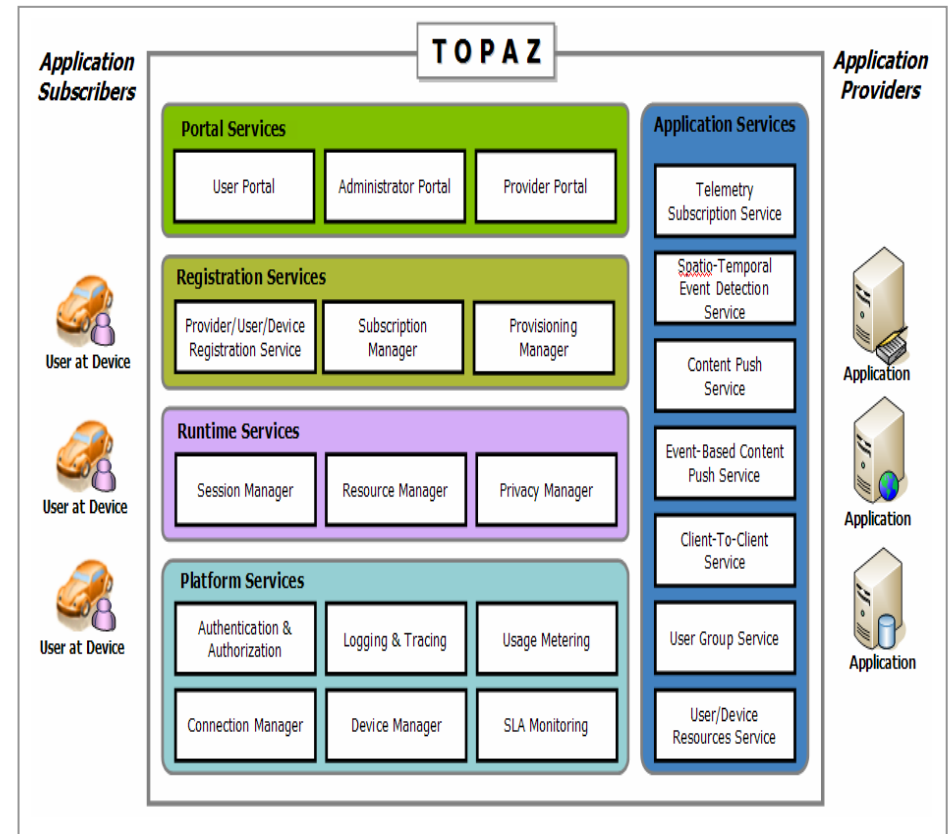 TOPAZ
Application
Subscribers
Application
Providers
Portal Services
User Portal
Administrator Portal
Provider Portal
Registration Services
Provider/User/Device
Registration Service
Subscription
Manager
Provisioning
Manager
Runtime Services
Session Manager
Resource Manager
Privacy Manager
Platform Services
Authentication &
Authorization
Logging & Tracing
Usage Metering
Connection Manager
Device Manager
SLA Monitoring
Application Services
Telemetry
Subscription Service
Spatio-Temporal
Event Detection
Service
Content Push
Service
Event-Based Content
Push Service
Client-To-Client
Service
User Group Service
User/Device
Resources Service
User at Device
User at Device
User at Device
Application
Application
Application